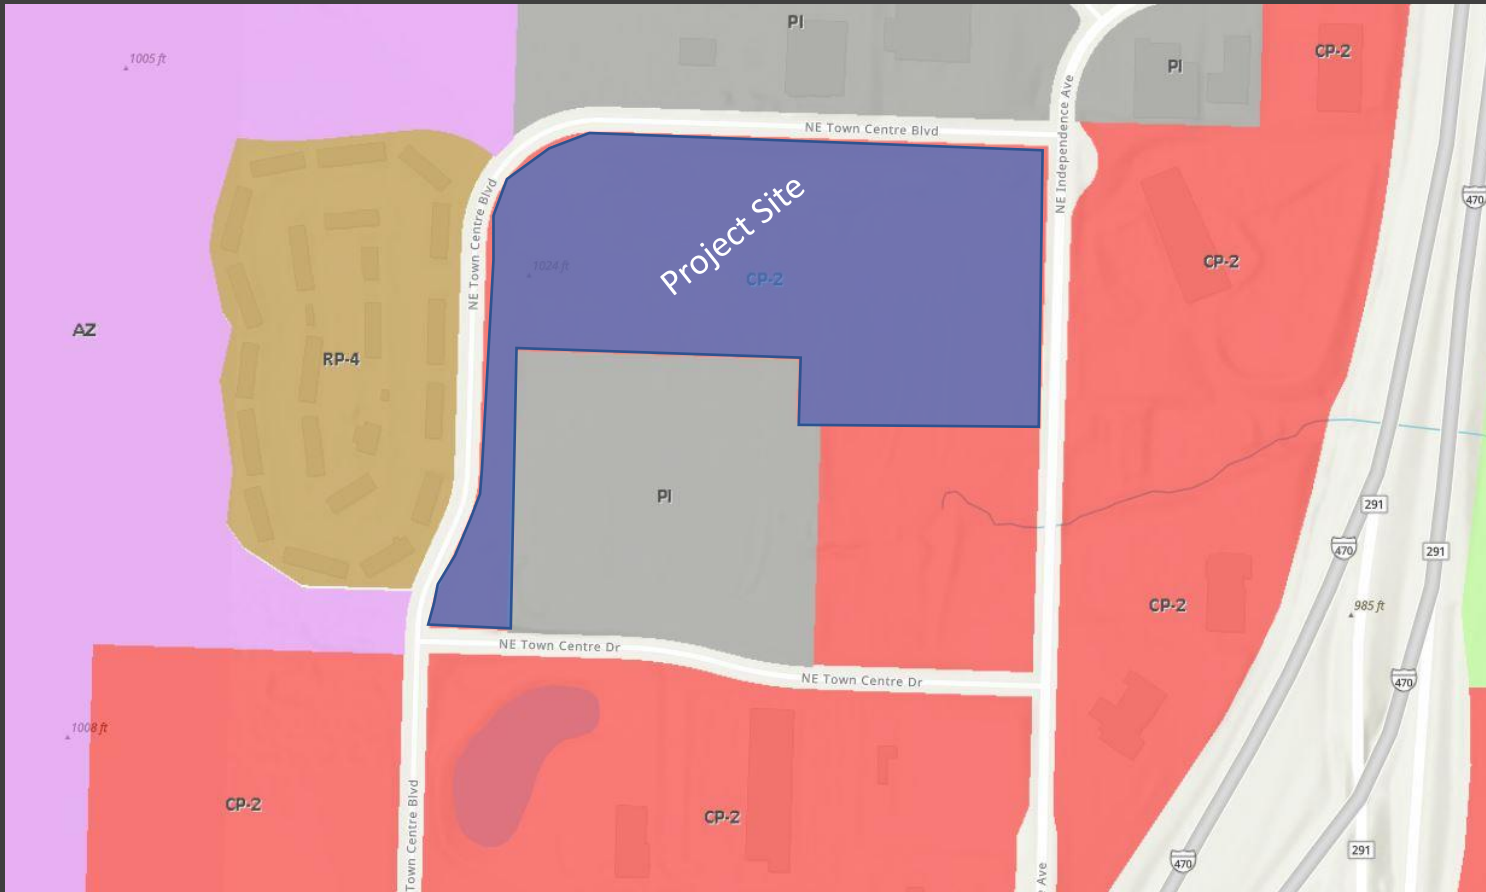 PI
1005 ft
CP-2
PI
NE Town Centre Blvd
NE Independence Ave
470
NE Town Centre Blvd
Project Site
CP-2
1024 ft
CP-2
AZ
RP-4
PI
291
470
291
CP-2
985 ft
NE Town Centre Dr
NE Town Centre Dr
470
1008 ft
CP-2
CP-2
Town Centre Blvd
291
470
Ave